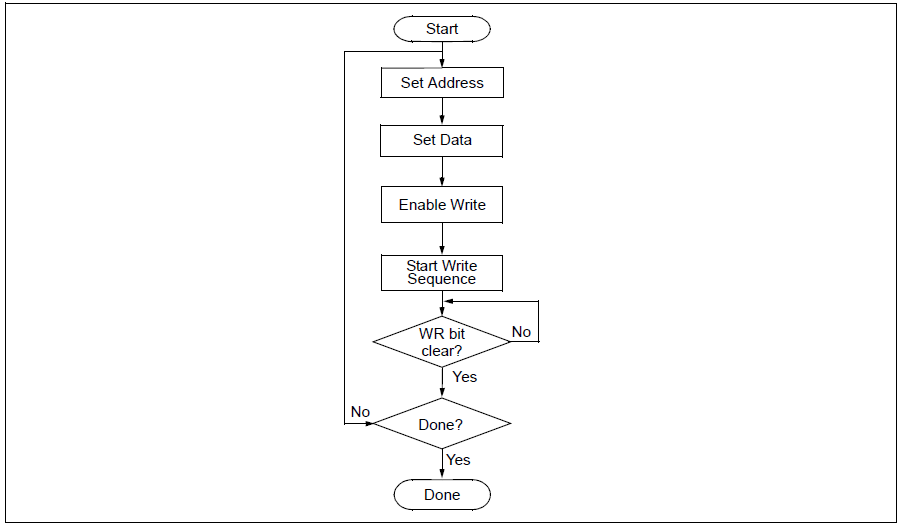 Start
Set Address
Set Data
Enable Write
Start Write
Sequence
WR bit
clear?
No
Yes
No
Done?
Yes
Done